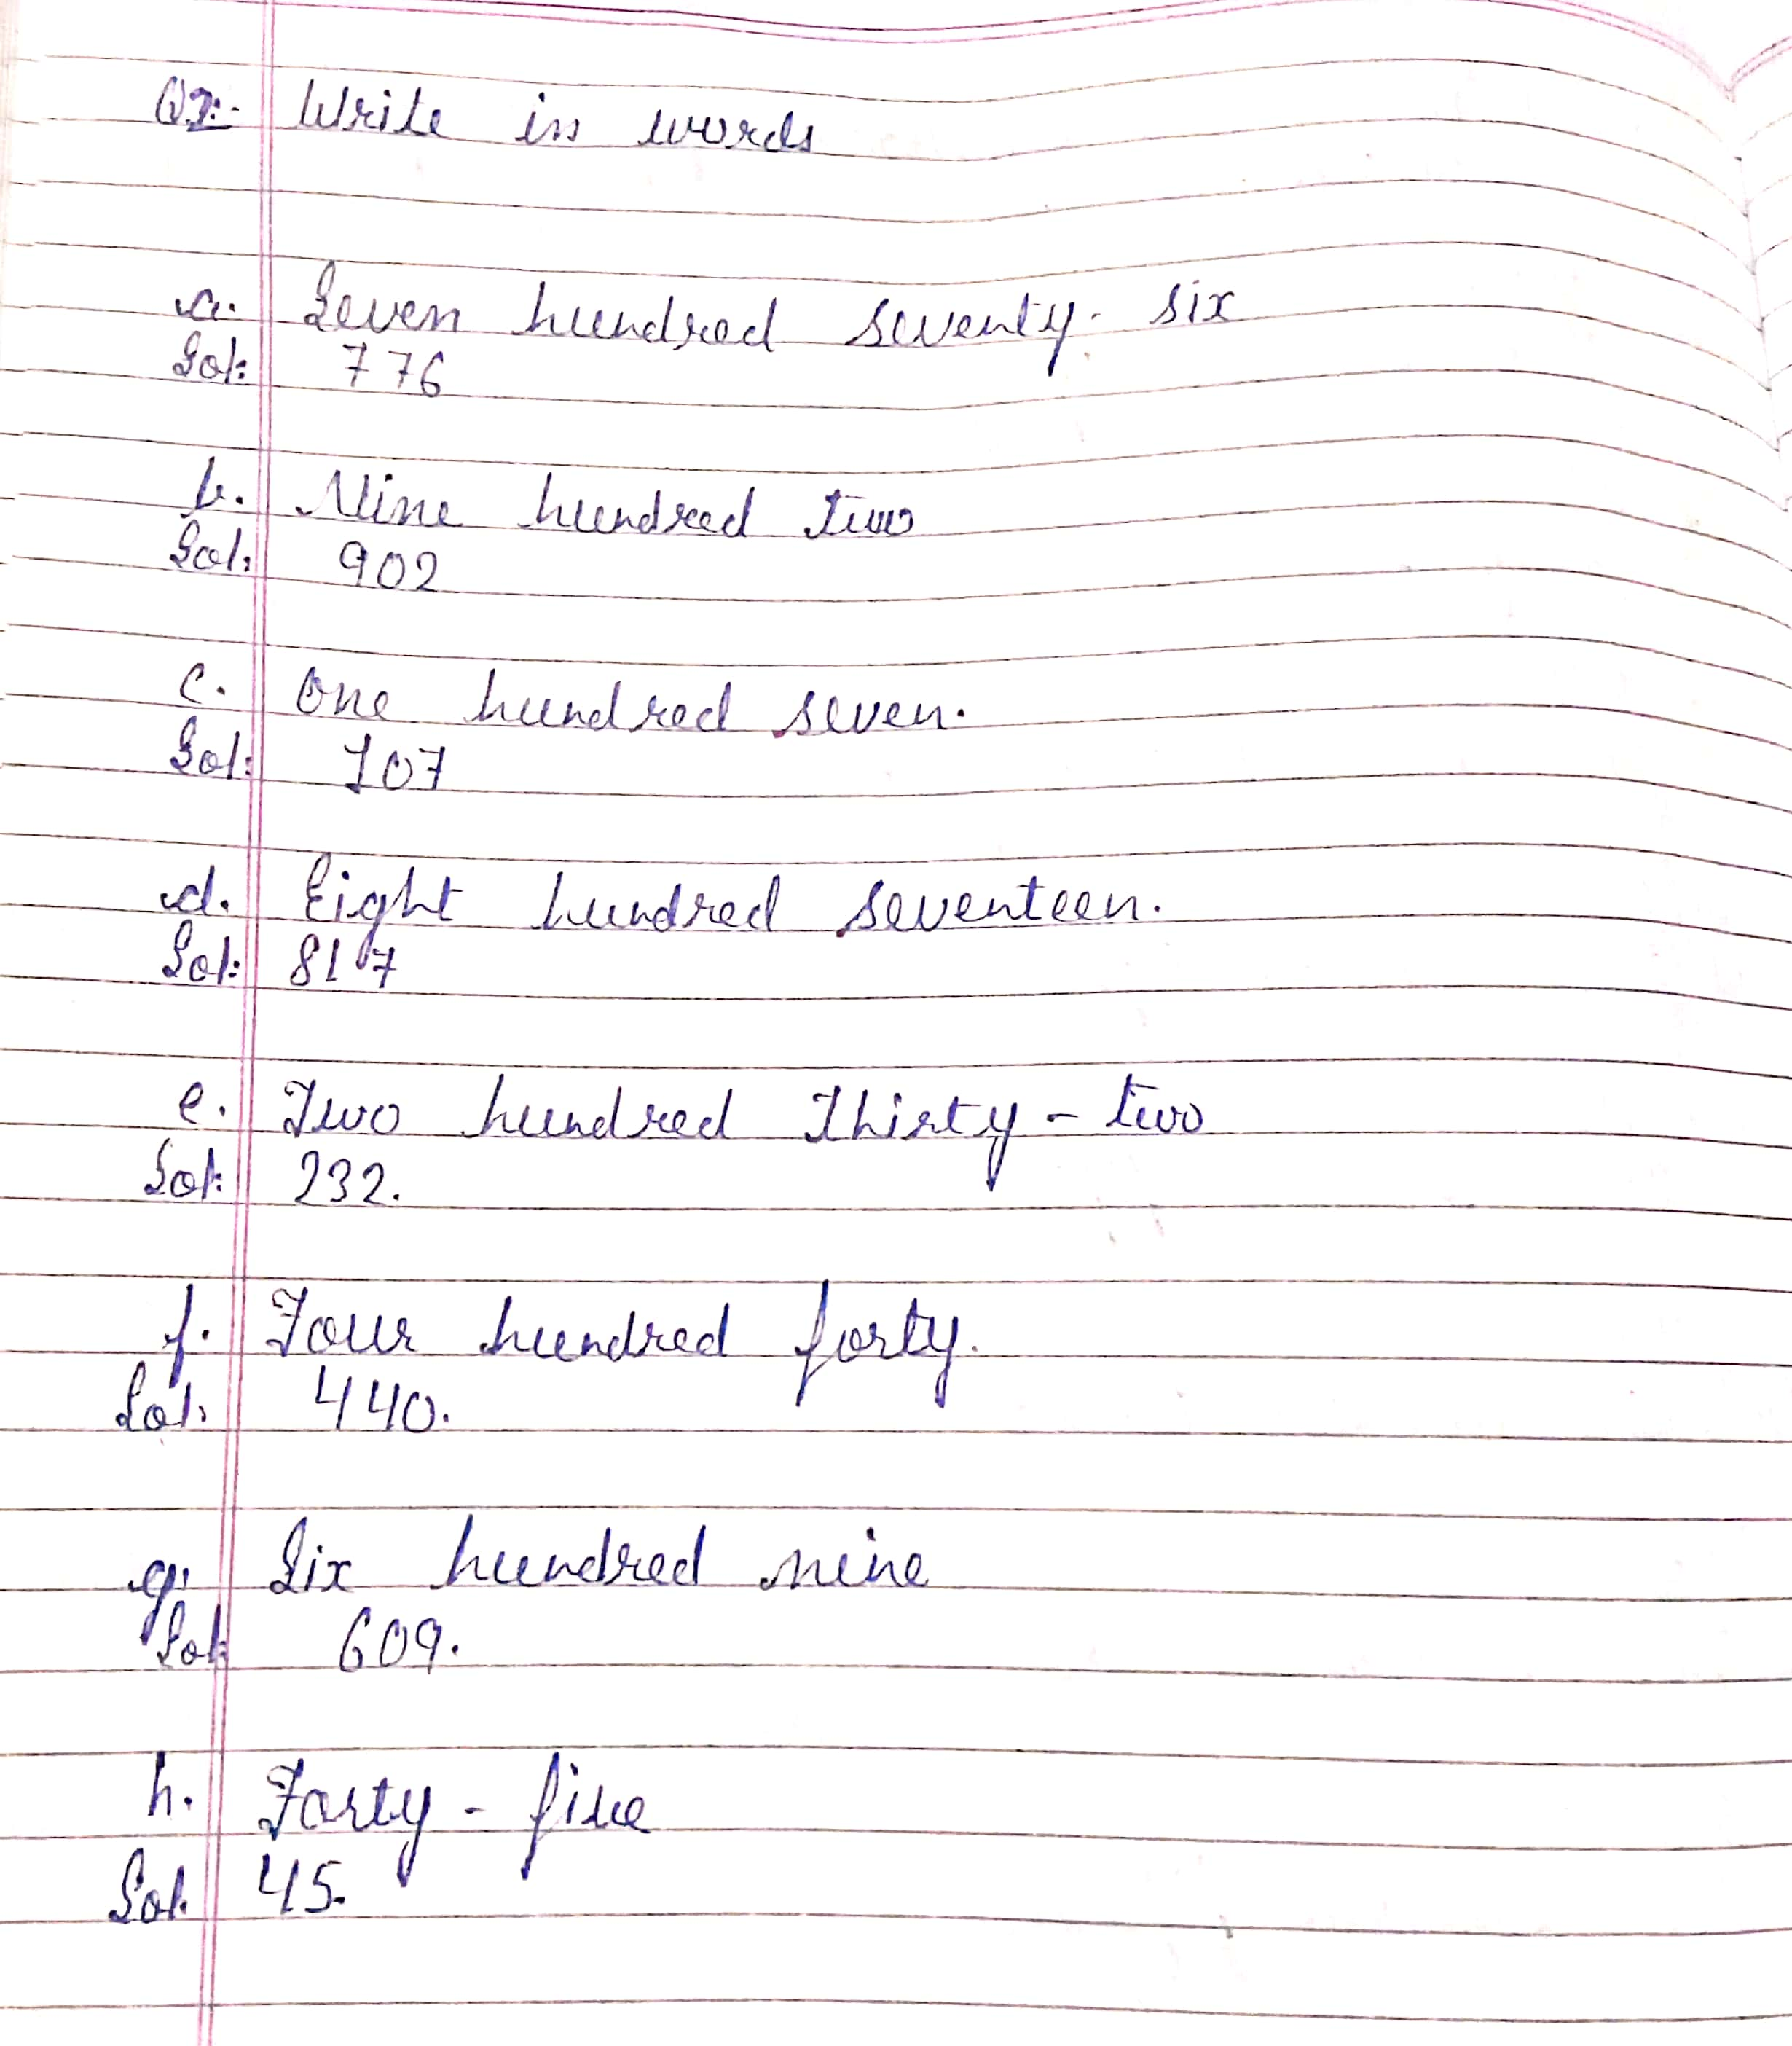 Q2:- Write in words
a. Seven hundred seventy-six
Sol: 776
b. Nine hundred two
Sol: 902
c. One hundred seven.
Sol: 107
d. Eight hundred seventeen.
Sol: 817
e. Two hundred Thirty-two
Sol: 232.
f. Four hundred forty.
Sol: 440.
g. Six hundred nine
Sol: 609.
h. Forty-five
Sol. 45.